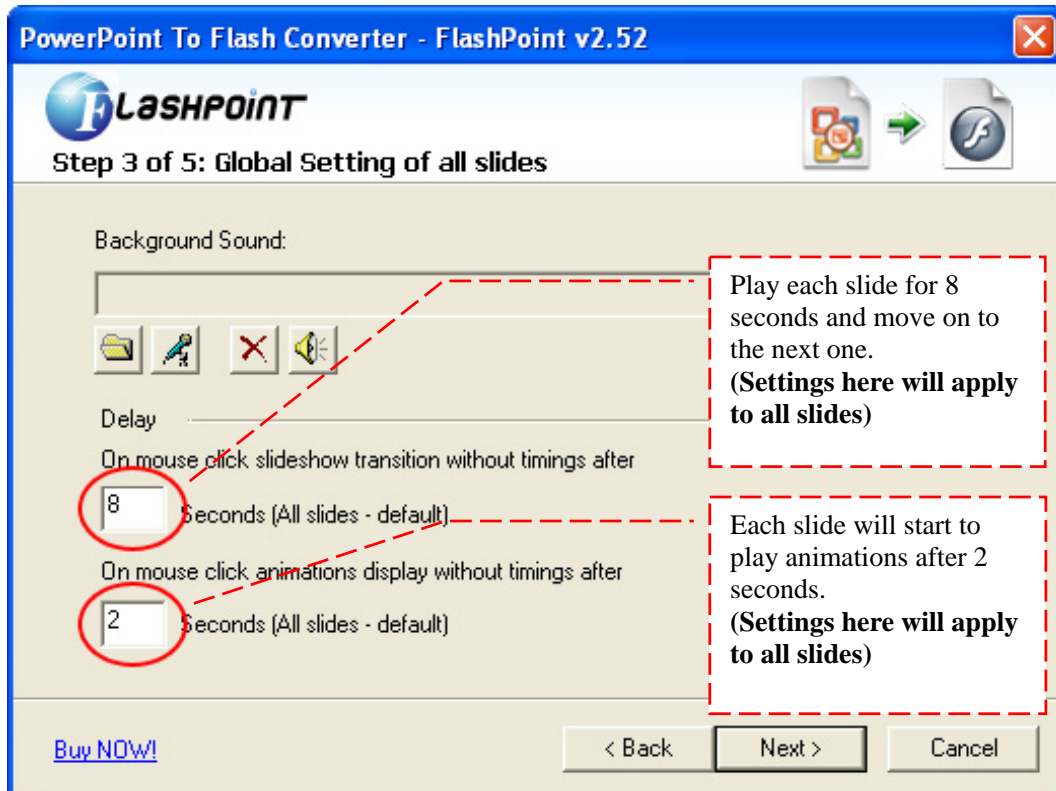 PowerPoint To Flash Converter - FlashPoint v2.52
FLASHPOINT
Step 3 of 5: Global Setting of all slides
Background Sound:
Play each slide for 8
seconds and move on to
the next one.
(Settings here will apply
to all slides)
Delay
On mouse click slideshow transition without timings after
8 Seconds (All slides - default)
On mouse click animations display without timings after
2 Seconds (All slides - default)
Each slide will start to
play animations after 2
seconds.
(Settings here will apply
to all slides)
Buy NOW!
< Back Next > Cancel